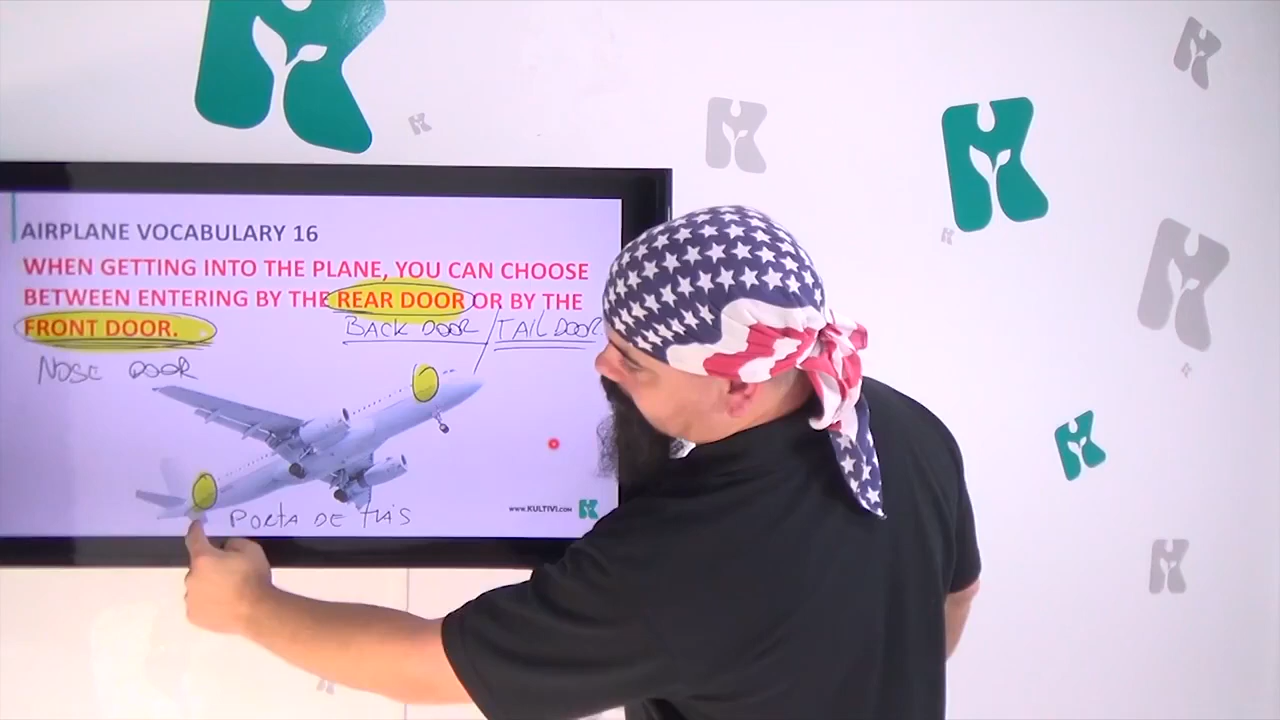 AIRPLANE VOCABULARY 16
WHEN GETTING INTO THE PLANE, YOU CAN CHOOSE
BETWEEN ENTERING BY THE REAR DOOR OR BY THE
FRONT DOOR.
BACK DOOR / TAIL DOOR
NOSE DOOR
PORTA DE TRÁS
www.KULTIVI.COM